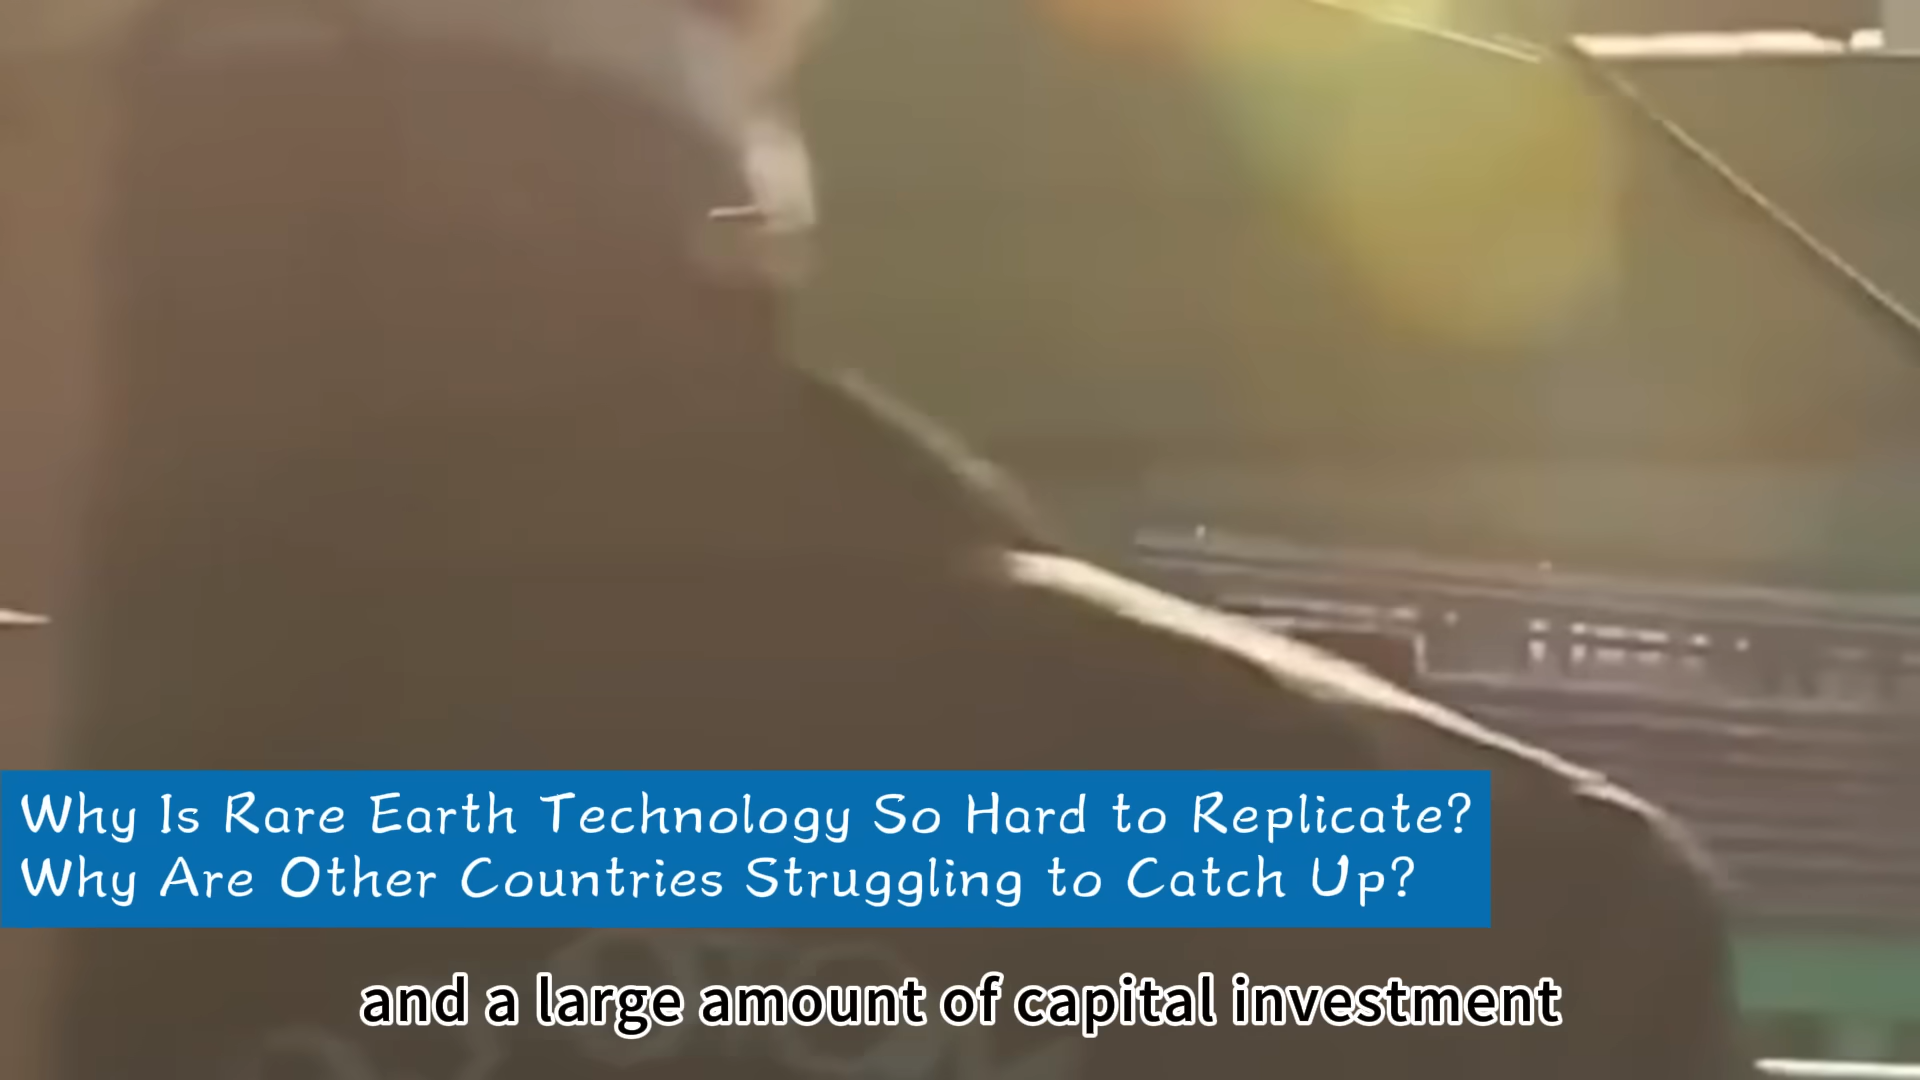 Why Is Rare Earth Technology So Hard to Replicate?
Why Are Other Countries Struggling to Catch Up?
and a large amount of capital investment